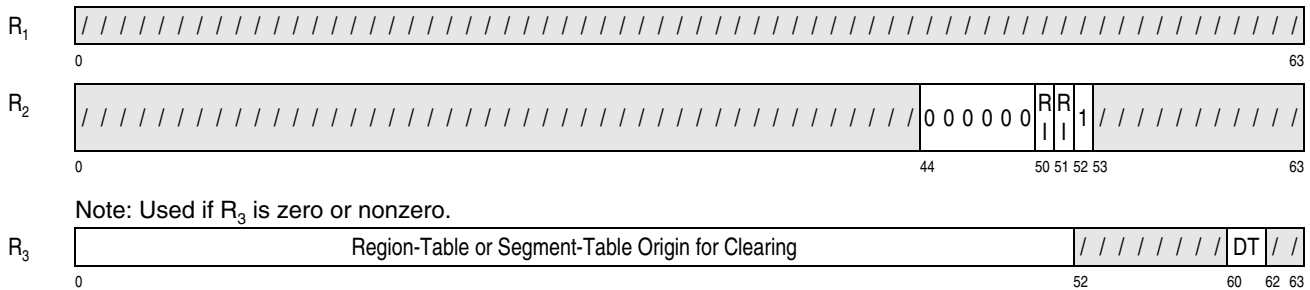 R1 / / / / / / / / / / / / / / / / / / / / / / / / / / / / / / / / / / / / / / / / / / / / / / / / / / / / / / / / / / / / / / / /
0 63
R2 / / / / / / / / / / / / / / / / / / / / / / / / / / / / / / / / / / / / / / / / / / / / 0 0 0 0 0 0 RI RI 1 / / / / / / / / / / /
0 44 50 51 52 53 63
Note: Used if R3 is zero or nonzero.
R3 Region-Table or Segment-Table Origin for Clearing / / / / / / / / DT / /
0 52 60 62 63